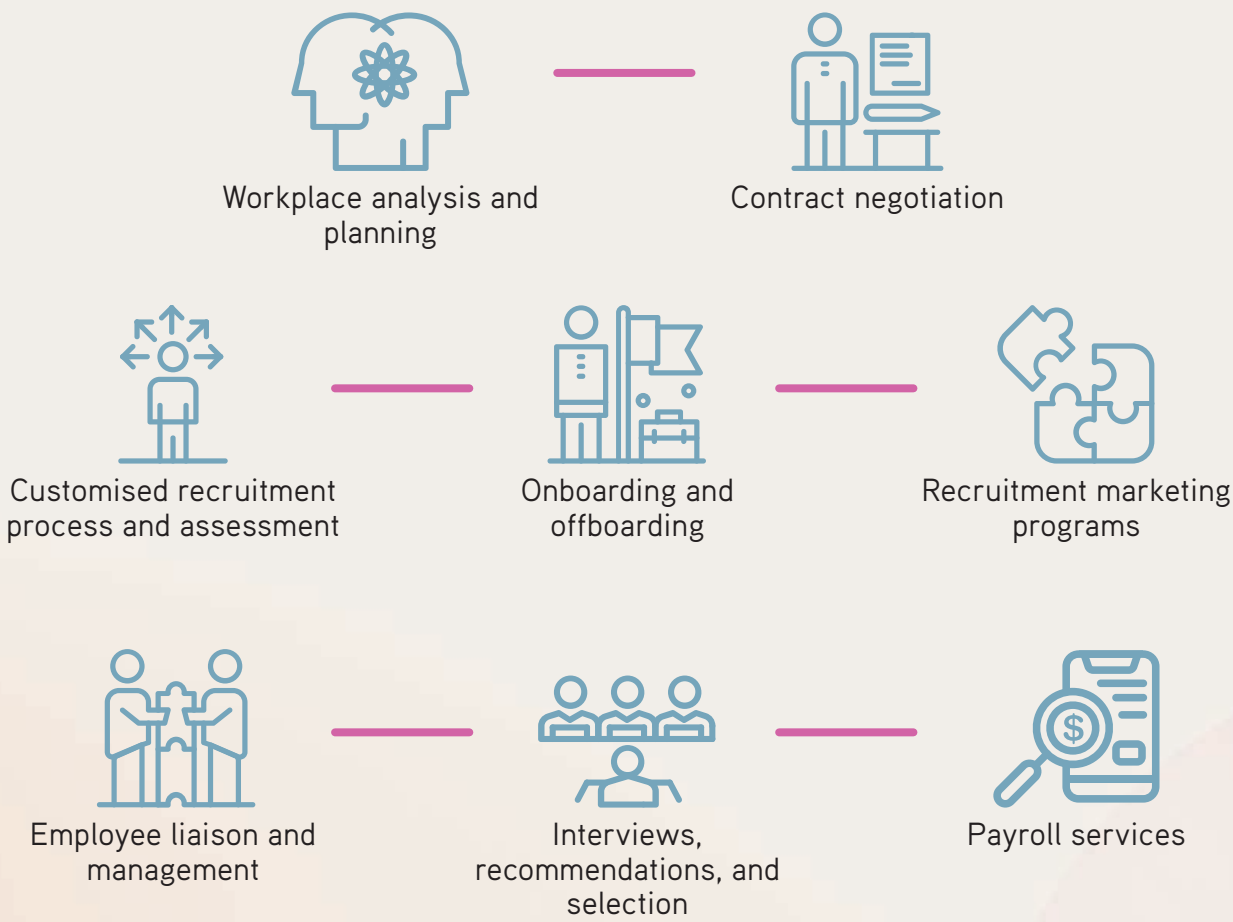 Workplace analysis and
planning
Contract negotiation
Customised recruitment
process and assessment
Onboarding and
offboarding
Recruitment marketing
programs
Employee liaison and
management
Interviews,
recommendations, and
selection
$
Payroll services